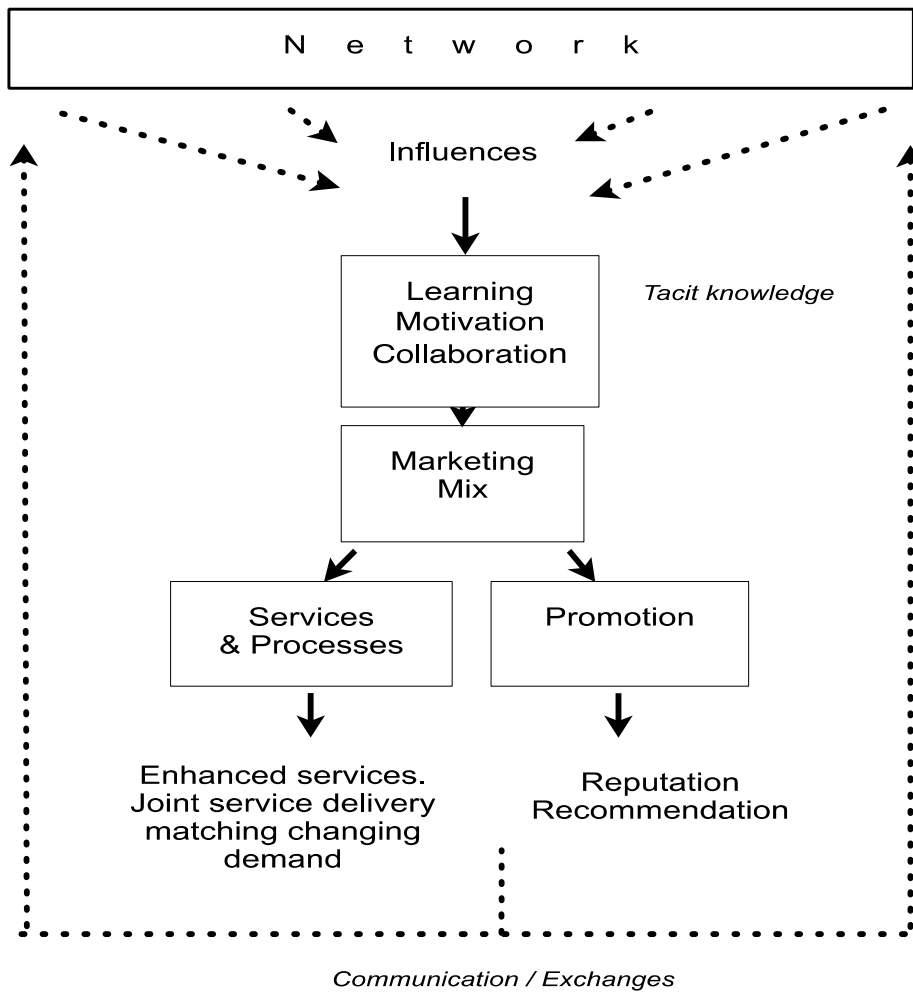 N e t w o r k
Influences
Learning
Motivation
Collaboration
Tacit knowledge
Marketing
Mix
Services
& Processes
Promotion
Enhanced services.
Joint service delivery
matching changing
demand
Reputation
Recommendation
Communication / Exchanges